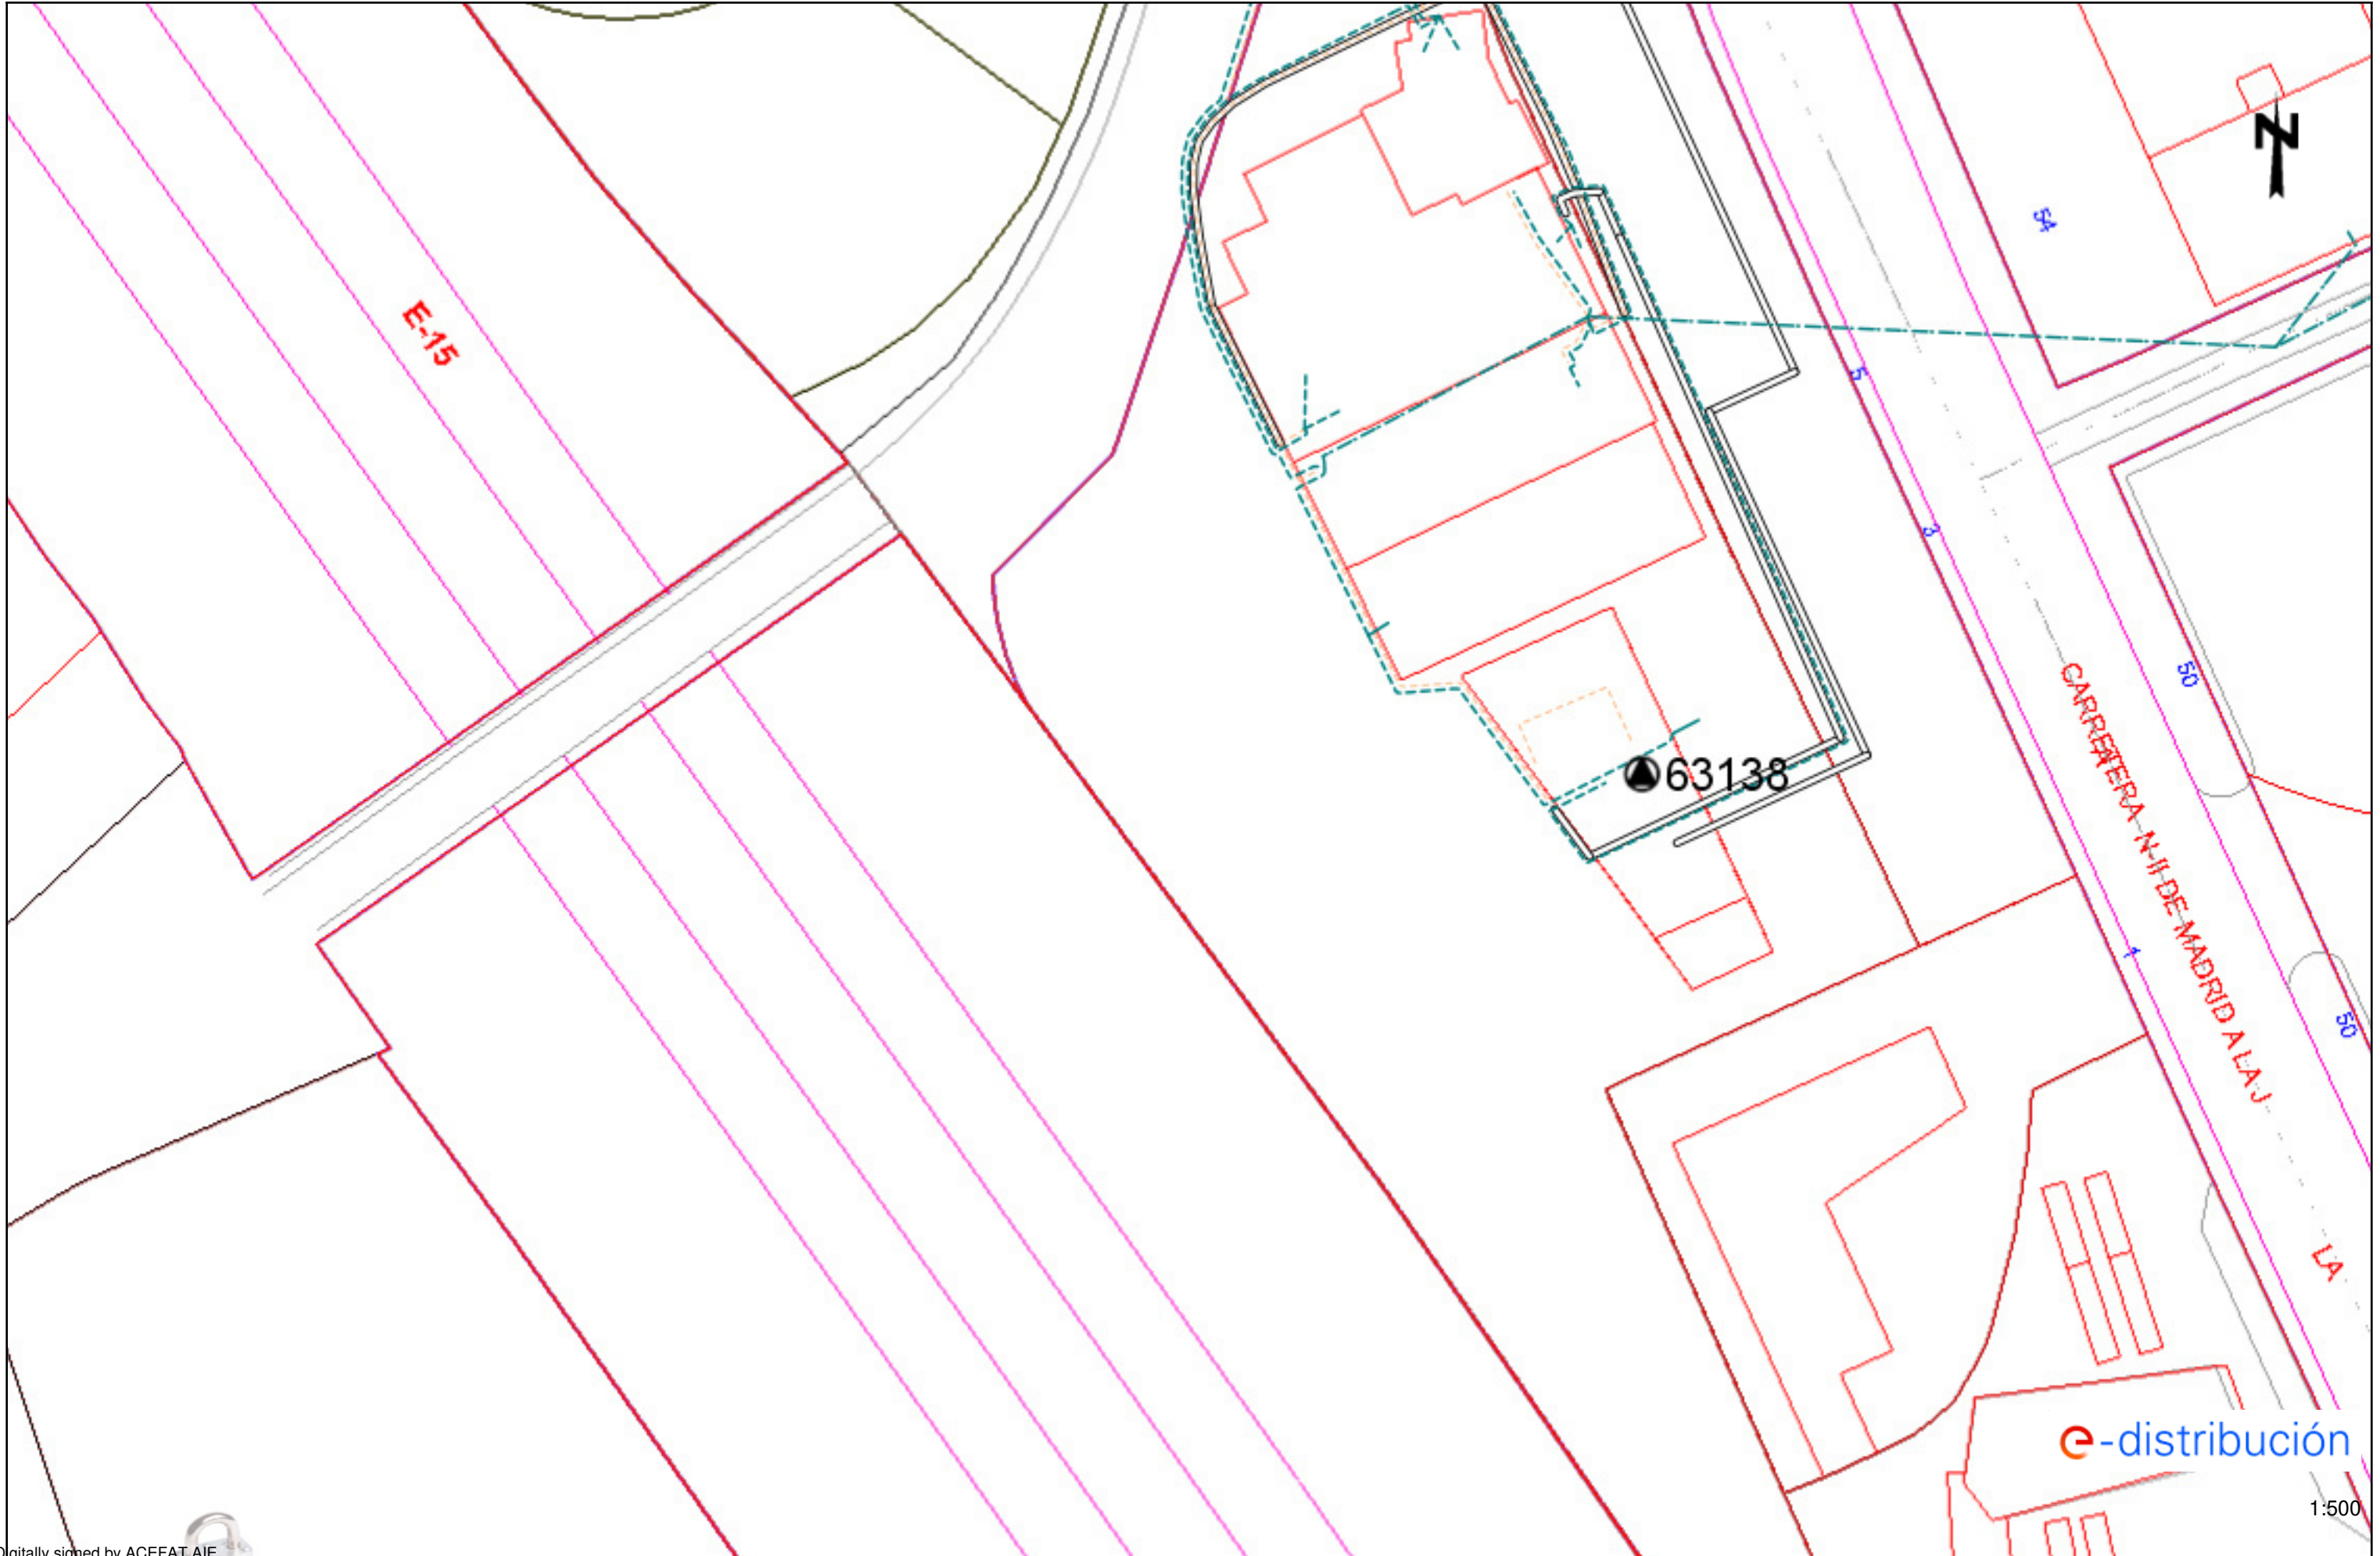 N
54
E-15
5
3
50
63138
CARRETERA N-II DE MADRID A LA J
1
50
LA
e-distribución
1:500
Digitally signed by ACEFAT AIE